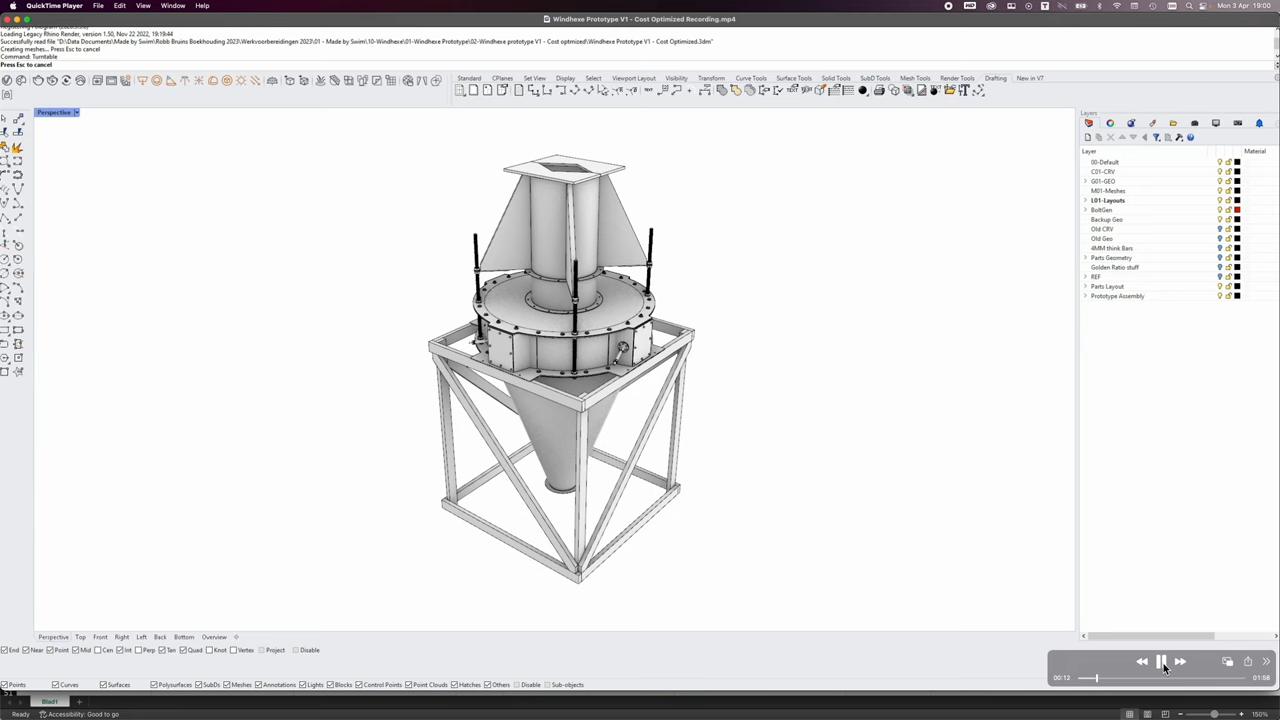 QuickTime Player File Edit View Window Help Mon 3 Apr 19:00
Windhexe Prototype V1 - Cost Optimized Recording.mp4
Loading Legacy Rhino Render, version 1.50, Nov 22 2022, 19:19:44
Successfully read file "D:\Data Documents\Made by Swim\Robb Bruins Boekhouding 2023\Werkvoorbereidingen 2023\01 - Made by Swim\10-Windhexe\01-Windhexe Prototype\02-Windhexe prototype V1 - Cost optimized\Windhexe Prototype V1 - Cost Optimized.3dm"
Creating meshes... Press Esc to cancel
Command: Turntable
Press Esc to cancel
Standard CPlanes Set View Display Select Viewport Layout Visibility Transform Curve Tools Surface Tools Solid Tools SubD Tools Mesh Tools Render Tools Drafting New in V7
Perspective
Layers
Layer Material
00-Default
C01-CRV
G01-GEO
M01-Meshes
L01-Layouts
BoltGen
Backup Geo
Old CRV
Old Geo
4MM think Bars
Parts Geometry
Golden Ratio stuff
REF
Parts Layout
Prototype Assembly
Perspective Top Front Right Left Back Bottom Overview
End Near Point Mid Cen Int Perp Tan Quad Knot Vertex Project Disable
00:12 01:58
Points Curves Surfaces Polysurfaces SubDs Meshes Annotations Lights Blocks Control Points Point Clouds Hatches Others Disable Sub-objects
Blad1
Ready Accessibility: Good to go 150%